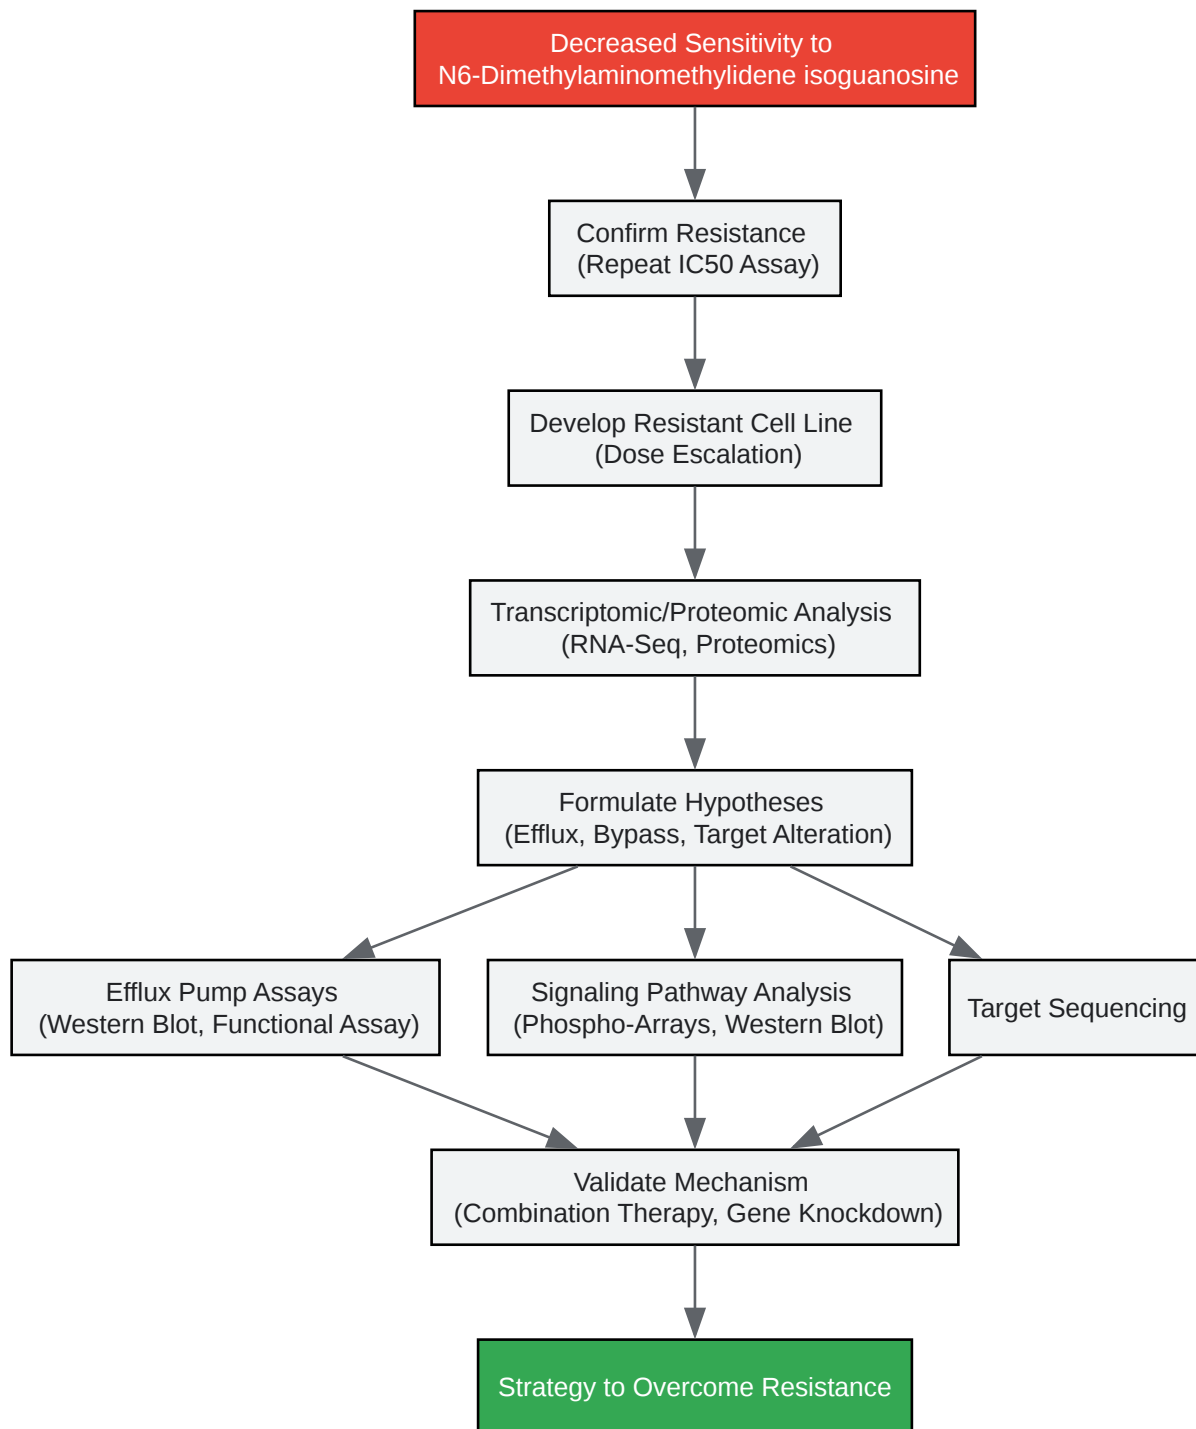 Decreased Sensitivity to
N6-Dimethylaminomethylidene isoguanosine
Confirm Resistance
(Repeat IC50 Assay)
Develop Resistant Cell Line
(Dose Escalation)
Transcriptomic/Proteomic Analysis
(RNA-Seq, Proteomics)
Formulate Hypotheses
(Efflux, Bypass, Target Alteration)
Efflux Pump Assays
(Western Blot, Functional Assay)
Signaling Pathway Analysis
(Phospho-Arrays, Western Blot)
Target Sequencing
Validate Mechanism
(Combination Therapy, Gene Knockdown)
Strategy to Overcome Resistance